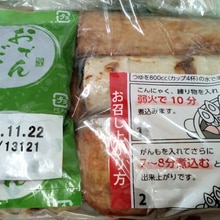 おでん
.11.22
/13121
お召し上がり方
つゆを800cc(カップ4杯)の水で
こんにゃく、練り物を入れ
弱火で10分
煮込みます。
1
がんもを入れてさらに
7〜8分煮込むと
出来上がりです。
2